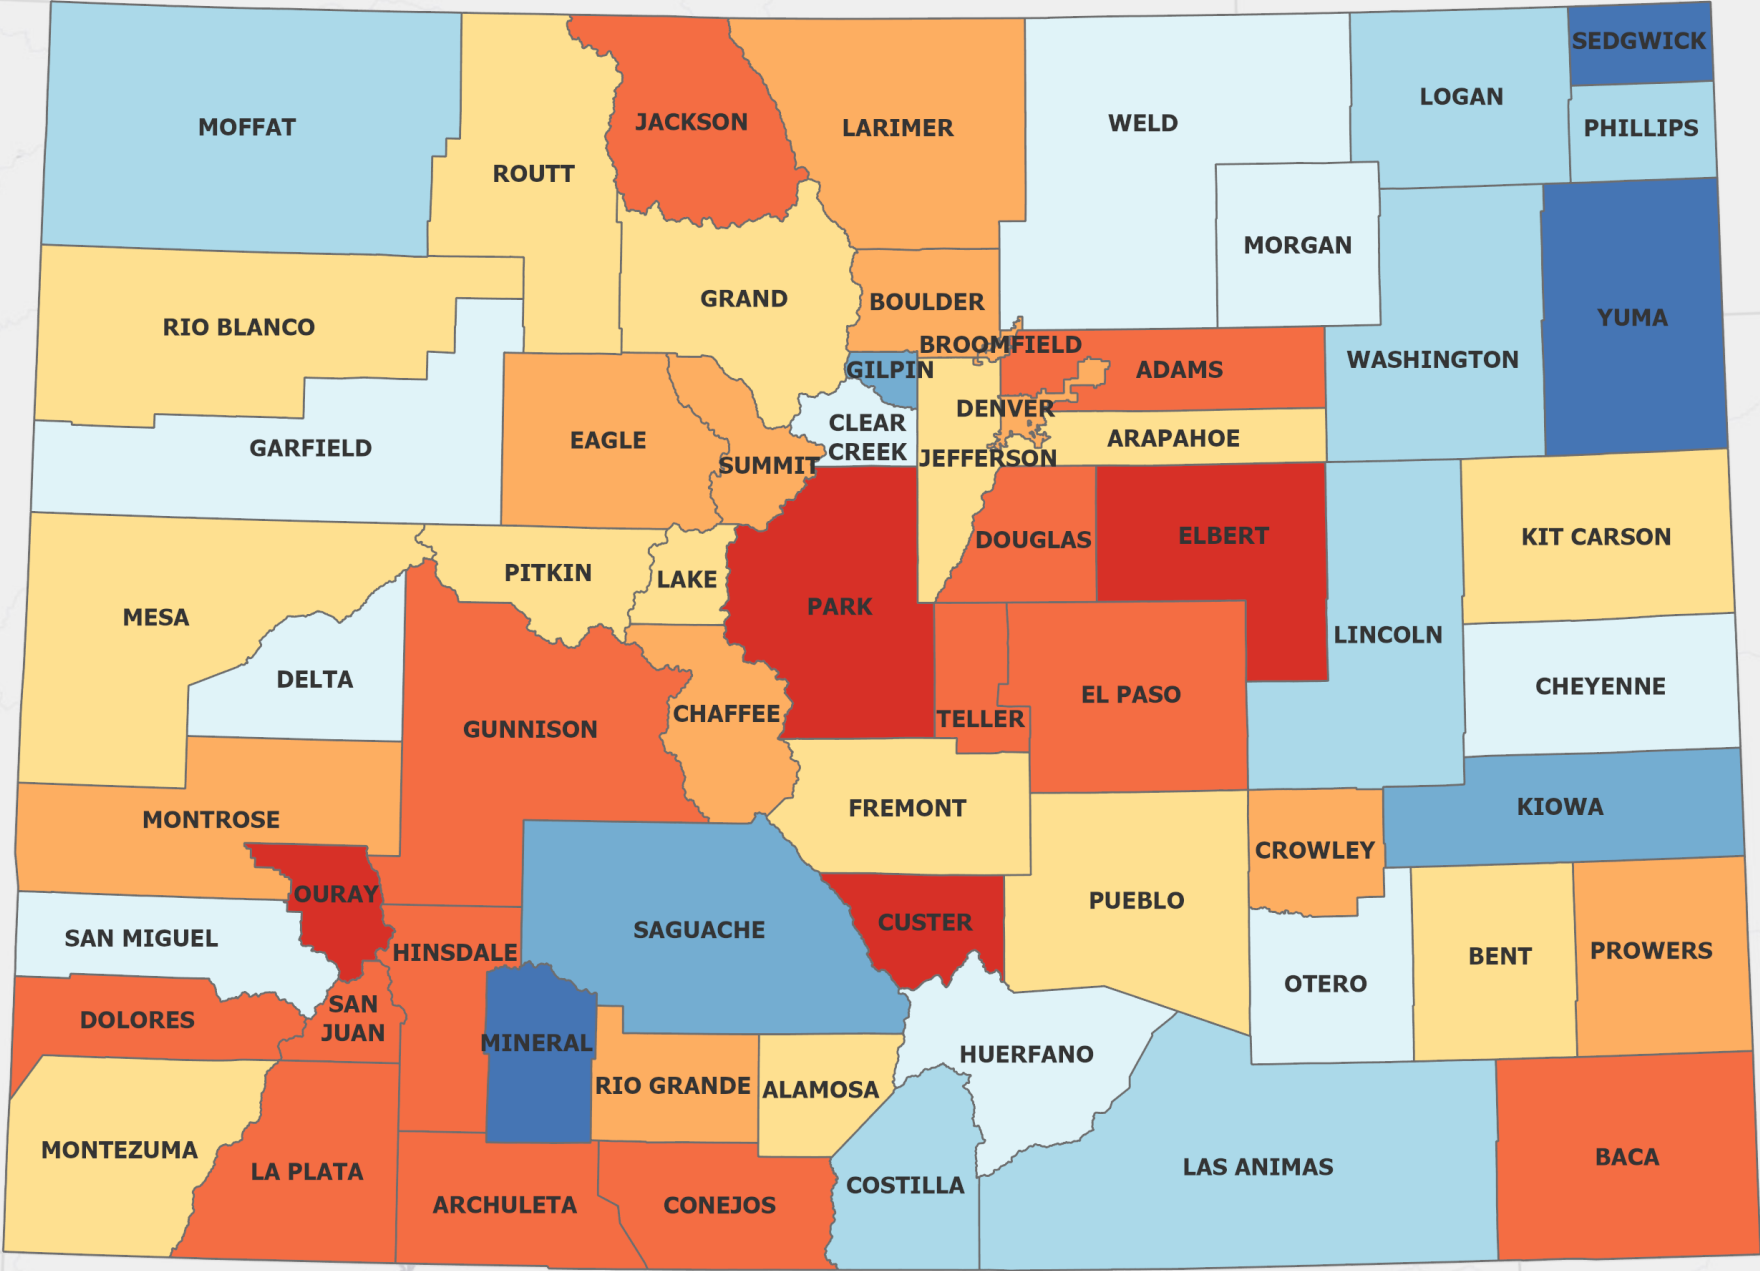 SEDGWICK
LOGAN
MOFFAT
JACKSON
LARIMER
WELD
PHILLIPS
ROUTT
MORGAN
GRAND
BOULDER
YUMA
RIO BLANCO
BROOMFIELD
WASHINGTON
GILPIN
ADAMS
DENVER
CLEAR
CREEK
ARAPAHOE
EAGLE
GARFIELD
SUMMIT
JEFFERSON
DOUGLAS
ELBERT
KIT CARSON
PITKIN
LAKE
PARK
MESA
LINCOLN
DELTA
CHEYENNE
EL PASO
CHAFFEE
TELLER
GUNNISON
KIOWA
FREMONT
MONTROSE
CROWLEY
OURAY
PUEBLO
CUSTER
SAGUACHE
SAN MIGUEL
HINSDALE
PROWERS
BENT
OTERO
SAN
JUAN
DOLORES
MINERAL
HUERFANO
RIO GRANDE
ALAMOSA
MONTEZUMA
BACA
LAS ANIMAS
LA PLATA
COSTILLA
ARCHULETA
CONEJOS